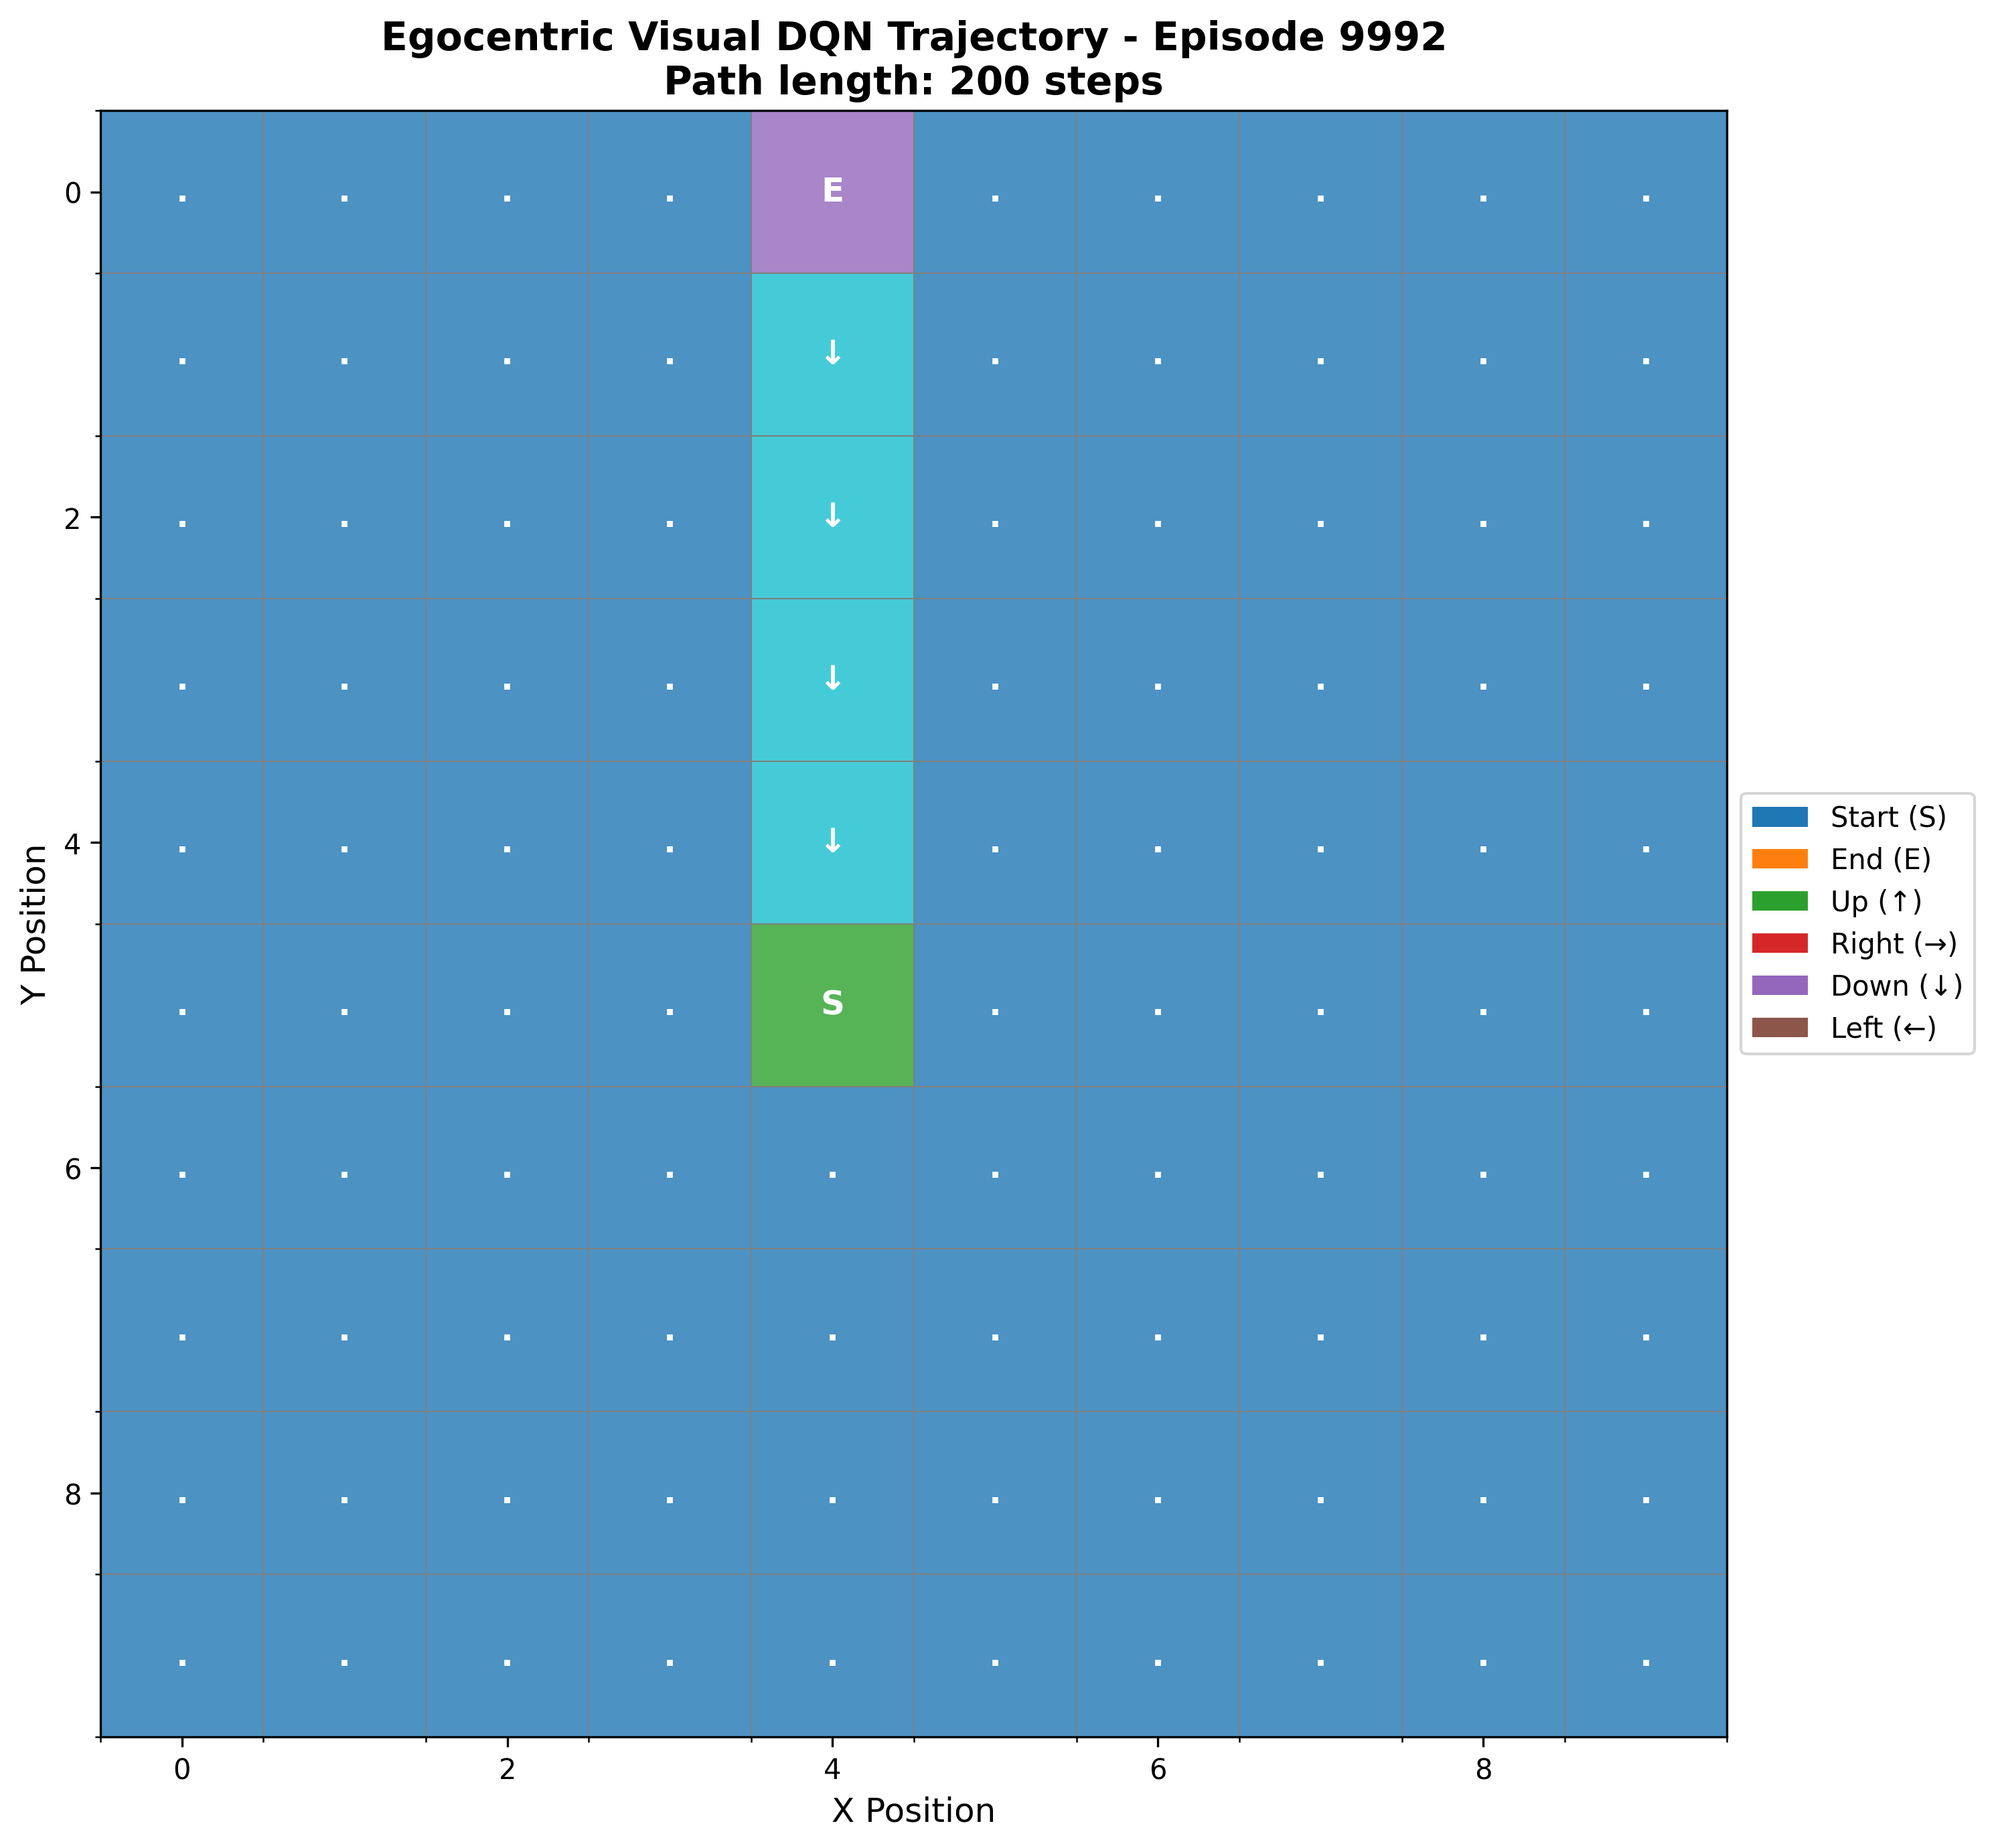 Egocentric Visual DQN Trajectory - Episode 9992
Path length: 200 steps
Y Position
0
2
4
6
8
E
↓
↓
↓
↓
S
Start (S)
End (E)
Up (↑)
Right (→)
Down (↓)
Left (←)
0 2 4 6 8
X Position